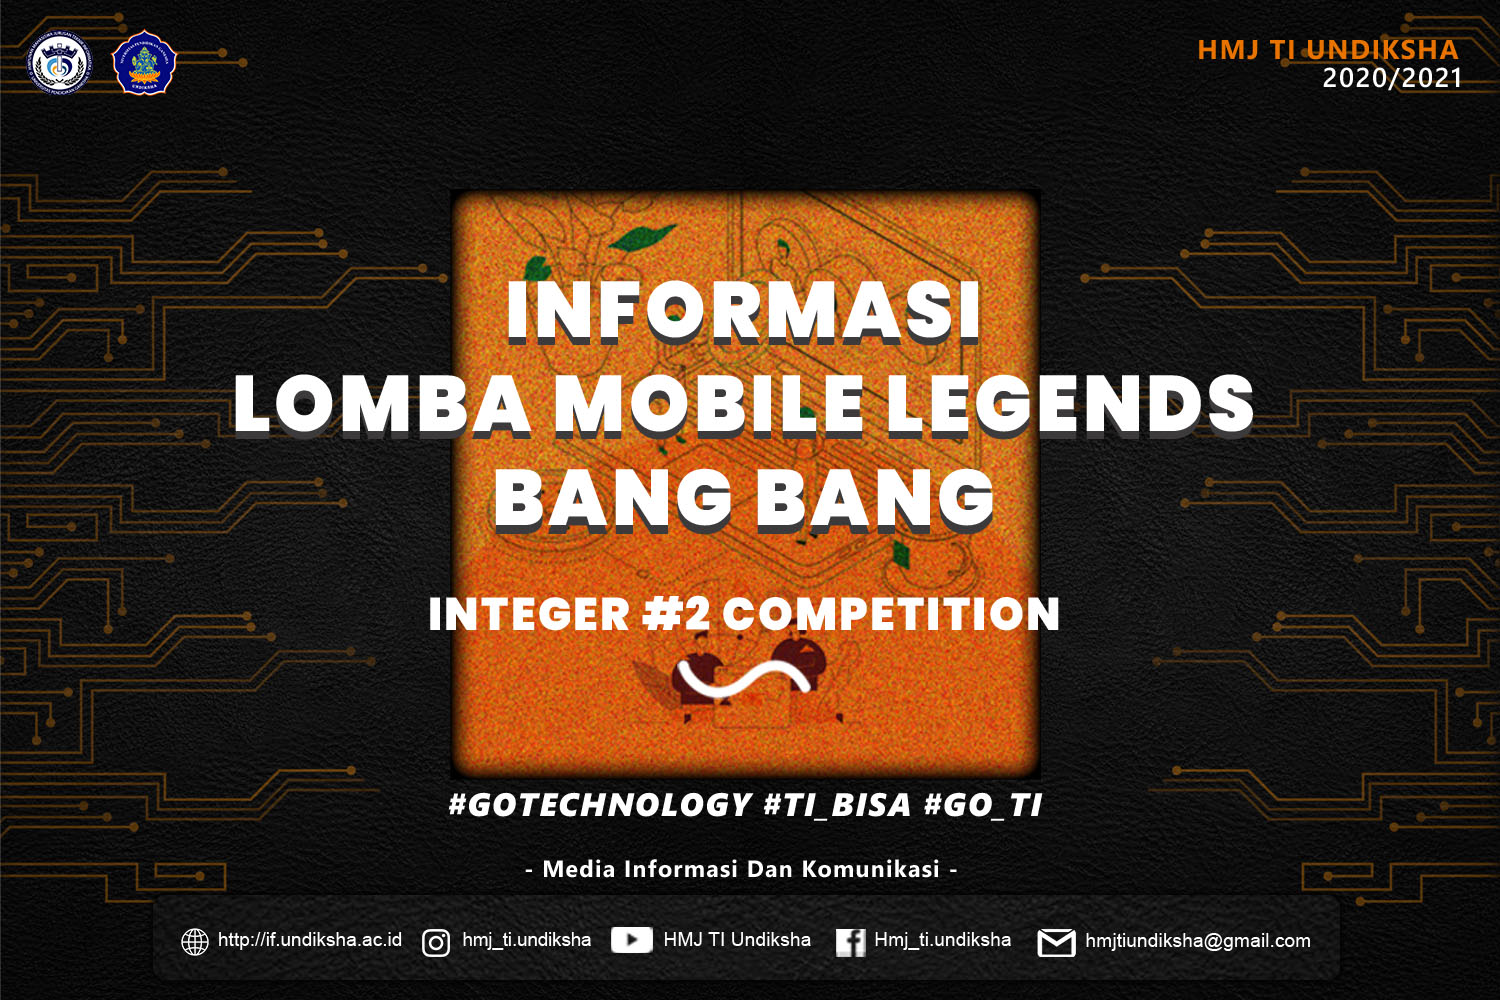 HMJ TI UNDIKSHA
2020/2021
INFORMASI
LOMBA MOBILE LEGENDS
BANG BANG
INTEGER #2 COMPETITION
#GOTECHNOLOGY #TI_BISA #GO_TI
- Media Informasi Dan Komunikasi -
http://if.undiksha.ac.id hmj_ti.undiksha HMJ TI Undiksha Hmj_ti.undiksha hmjtiundiksha@gmail.com
UNDIKSHA